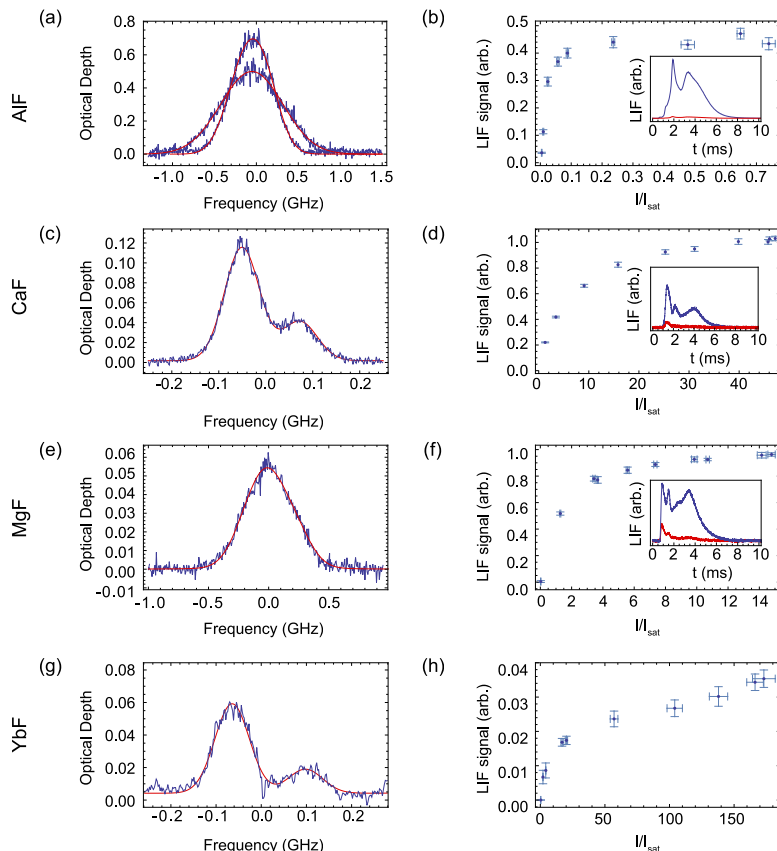 (a)
AlF
Optical Depth
0.8
0.6
0.4
0.2
0.0
-1.0 -0.5 0.0 0.5 1.0 1.5
Frequency (GHz)
(b)
LIF signal (arb.)
0.5
0.4
0.3
0.2
0.1
0.0
0.0 0.1 0.2 0.3 0.4 0.5 0.6 0.7
I/Isat
LIF (arb.)
0 2 4 6 8 10
t (ms)
(c)
CaF
Optical Depth
0.12
0.10
0.08
0.06
0.04
0.02
0.00
-0.2 -0.1 0.0 0.1 0.2
Frequency (GHz)
(d)
LIF signal (arb.)
1.0
0.8
0.6
0.4
0.2
0.0
0 10 20 30 40
I/Isat
LIF (arb.)
0 2 4 6 8 10
t (ms)
(e)
MgF
Optical Depth
0.06
0.05
0.04
0.03
0.02
0.01
0.00
-0.01
-1.0 -0.5 0.0 0.5
Frequency (GHz)
(f)
LIF signal (arb.)
1.0
0.8
0.6
0.4
0.2
0.0
0 2 4 6 8 10 12 14
I/Isat
LIF (arb.)
0 2 4 6 8 10
t (ms)
(g)
YbF
Optical Depth
0.08
0.06
0.04
0.02
0.00
-0.2 -0.1 0.0 0.1 0.2
Frequency (GHz)
(h)
LIF signal (arb.)
0.04
0.03
0.02
0.01
0.00
0 50 100 150
I/Isat